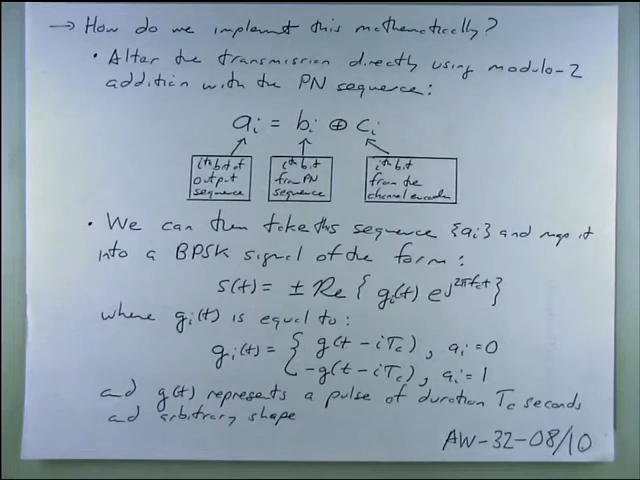 → How do we implement this mathematically?
• Alter the transmission directly using modulo-2
addition with the PN sequence:
aᵢ = bᵢ ⊕ cᵢ
ith bit of
output
sequence
ith bit
from PN
sequence
ith bit
from the
channel encoder
• We can then take this sequence {aᵢ} and map it
into a BPSK signal of the form:
s(t) = ± Re { gᵢ(t) e^j2πf_ct }
where gᵢ(t) is equal to:
gᵢ(t) = { g(t - iT_c), aᵢ = 0
-g(t - iT_c), aᵢ = 1
and g(t) represents a pulse of duration T_c seconds
and arbitrary shape
AW-32-08/10